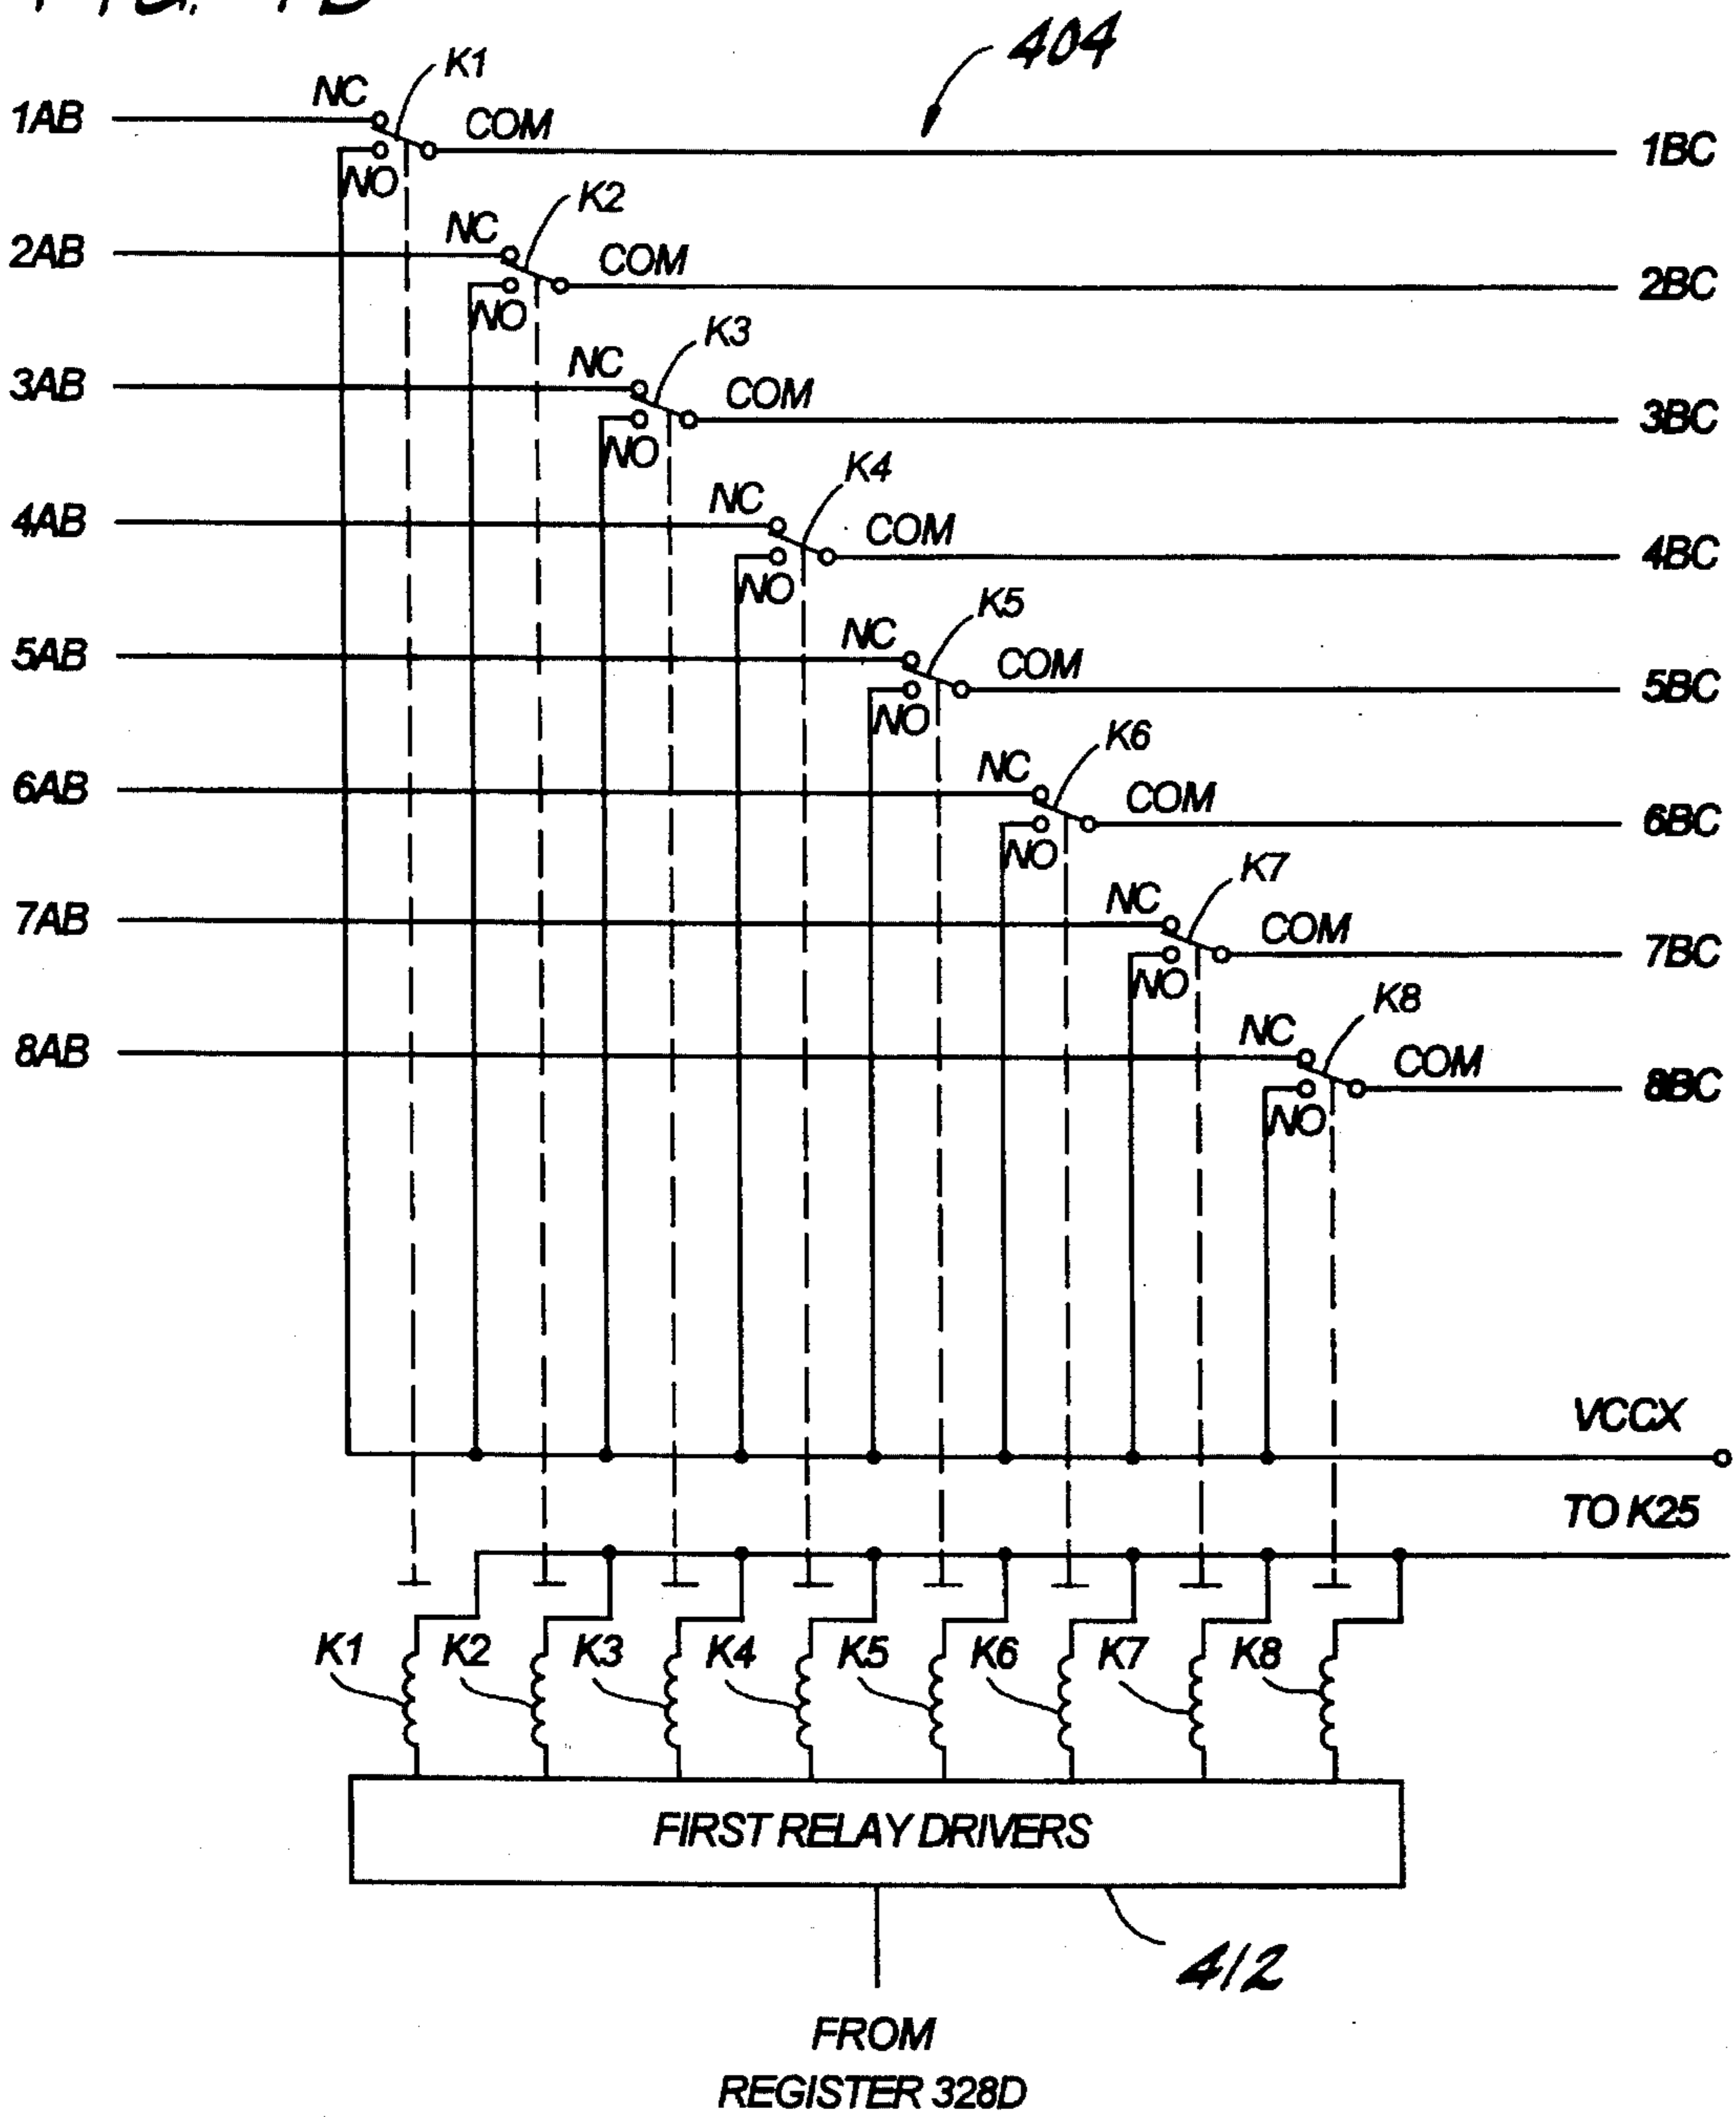 404
K1
NC
1AB
COM
1BC
NO
K2
NC
2AB
COM
2BC
NO
K3
NC
3AB
COM
3BC
NO
K4
NC
4AB
COM
4BC
NO
K5
NC
5AB
COM
5BC
NO
K6
NC
6AB
COM
6BC
NO
K7
NC
7AB
COM
7BC
NO
K8
NC
8AB
COM
8BC
NO
VCCX
TO K25
K1 K2 K3 K4 K5 K6 K7 K8
FIRST RELAY DRIVERS
412
FROM
REGISTER 328D